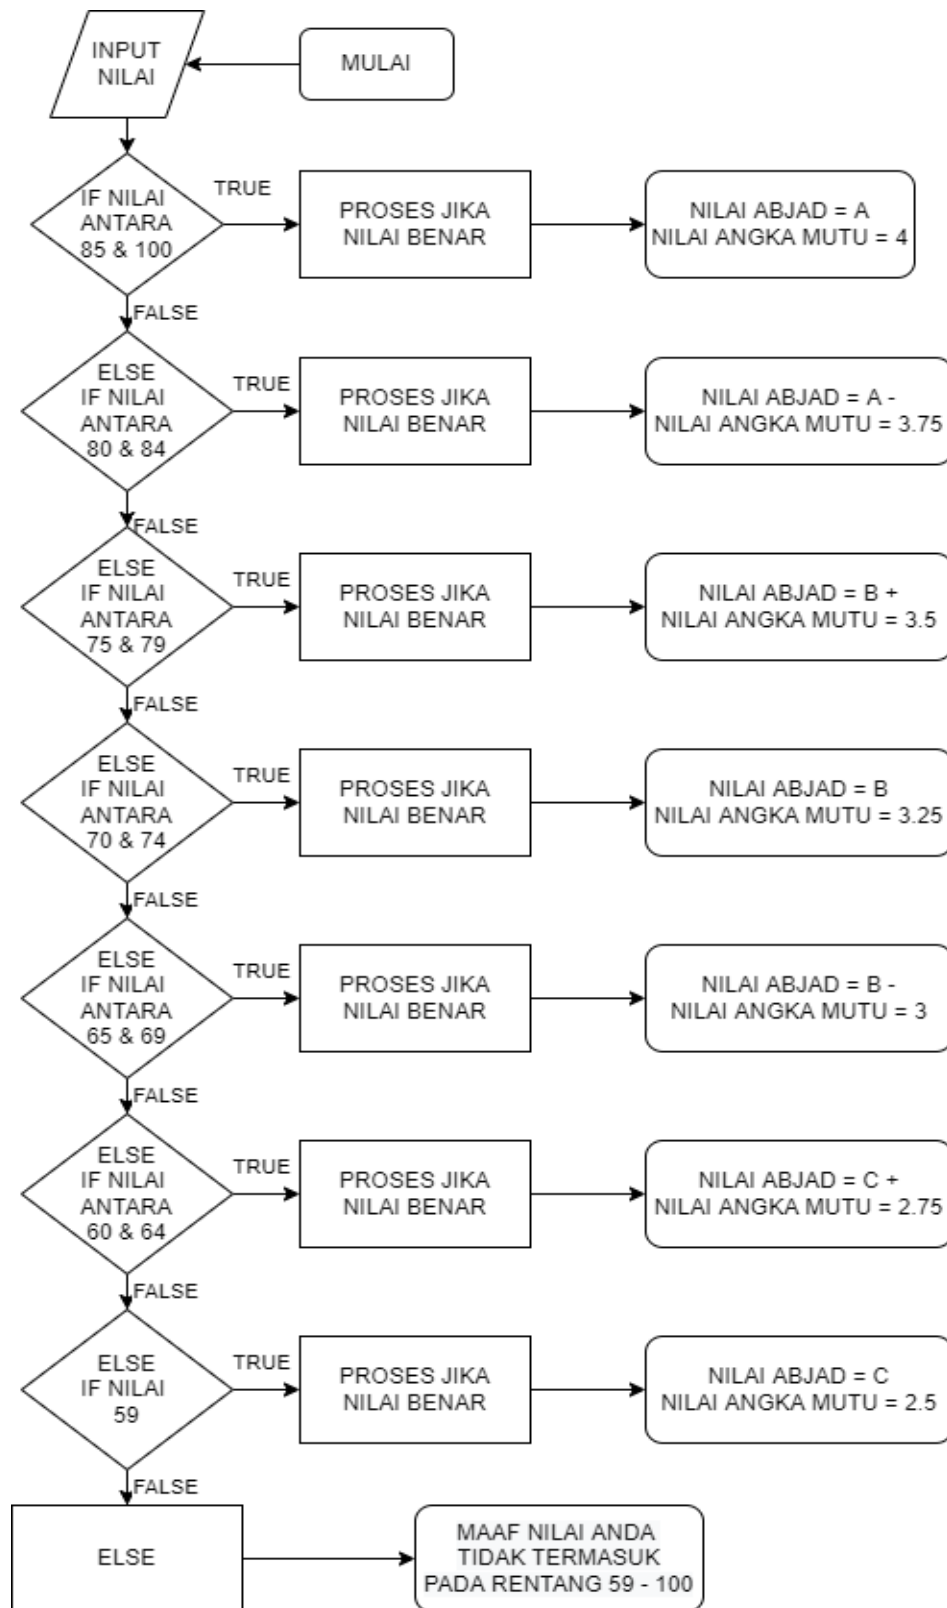 INPUT
NILAI
MULAI
IF NILAI
ANTARA
85 & 100
TRUE
PROSES JIKA
NILAI BENAR
NILAI ABJAD = A
NILAI ANGKA MUTU = 4
FALSE
ELSE
IF NILAI
ANTARA
80 & 84
TRUE
PROSES JIKA
NILAI BENAR
NILAI ABJAD = A -
NILAI ANGKA MUTU = 3.75
FALSE
ELSE
IF NILAI
ANTARA
75 & 79
TRUE
PROSES JIKA
NILAI BENAR
NILAI ABJAD = B +
NILAI ANGKA MUTU = 3.5
FALSE
ELSE
IF NILAI
ANTARA
70 & 74
TRUE
PROSES JIKA
NILAI BENAR
NILAI ABJAD = B
NILAI ANGKA MUTU = 3.25
FALSE
ELSE
IF NILAI
ANTARA
65 & 69
TRUE
PROSES JIKA
NILAI BENAR
NILAI ABJAD = B -
NILAI ANGKA MUTU = 3
FALSE
ELSE
IF NILAI
ANTARA
60 & 64
TRUE
PROSES JIKA
NILAI BENAR
NILAI ABJAD = C +
NILAI ANGKA MUTU = 2.75
FALSE
ELSE
IF NILAI
59
TRUE
PROSES JIKA
NILAI BENAR
NILAI ABJAD = C
NILAI ANGKA MUTU = 2.5
FALSE
ELSE
MAAF NILAI ANDA
TIDAK TERMASUK
PADA RENTANG 59 - 100